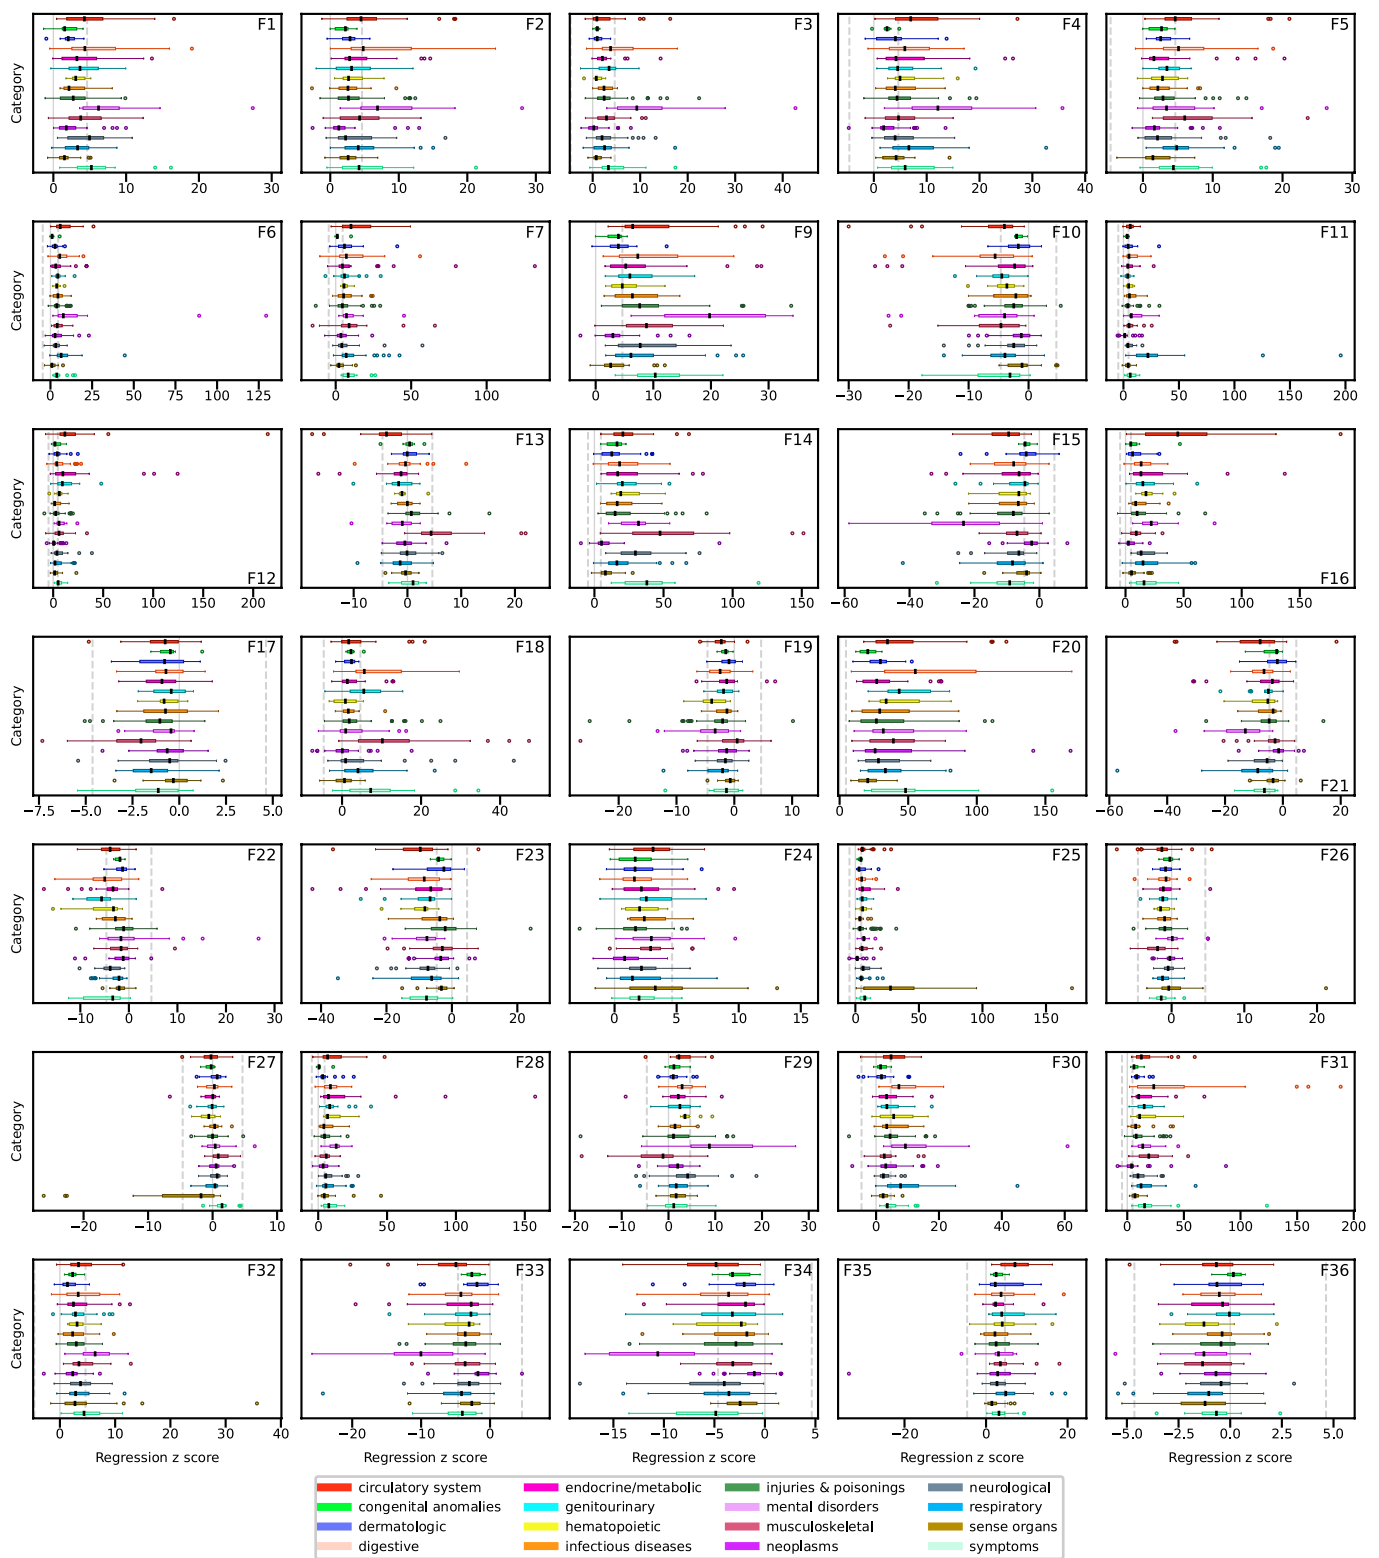 F1 F2 F3 F4 F5
Category
0 10 20 30 0 10 20 30 0 10 20 30 40 0 10 20 30 40 0 10 20 30
F6 F7 F9 F10 F11
Category
0 25 50 75 100 125 0 50 100 0 10 20 30 −30 −20 −10 0 0 50 100 150 200
F13 F14 F15
Category
F12 F16
0 50 100 150 200 −10 0 10 20 0 50 100 150 −60 −40 −20 0 0 50 100 150
F17 F18 F19 F20
Category
F21
−7.5 −5.0 −2.5 0.0 2.5 5.0 0 20 40 −20 −10 0 10 0 50 100 150 −60 −40 −20 0 20
F22 F23 F24 F25 F26
Category
−10 0 10 20 30 −40 −20 0 20 0 5 10 15 0 50 100 150 0 10 20
F27 F28 F29 F30 F31
Category
−20 −10 0 10 0 50 100 150 −20 −10 0 10 20 30 0 20 40 60 0 50 100 150 200
F32 F33 F34 F35 F36
Category
0 10 20 30 40 −20 −10 0 −15 −10 −5 0 5 −20 0 20 −5.0 −2.5 0.0 2.5 5.0
Regression z score Regression z score Regression z score Regression z score Regression z score
circulatory system endocrine/metabolic injuries & poisonings neurological
congenital anomalies genitourinary mental disorders respiratory
dermatologic hematopoietic musculoskeletal sense organs
digestive infectious diseases neoplasms symptoms